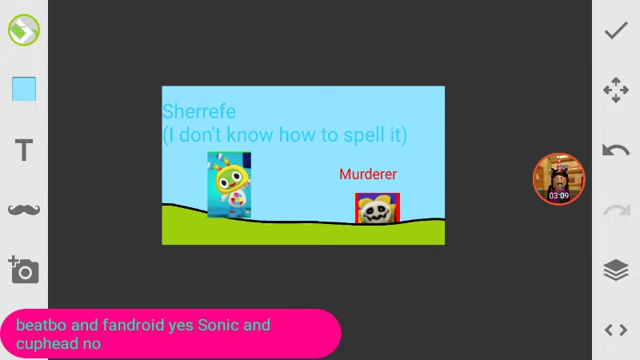 Sherrefe
(I don't know how to spell it)
Murderer
03:09
beatbo and fandroid yes Sonic and
cuphead no